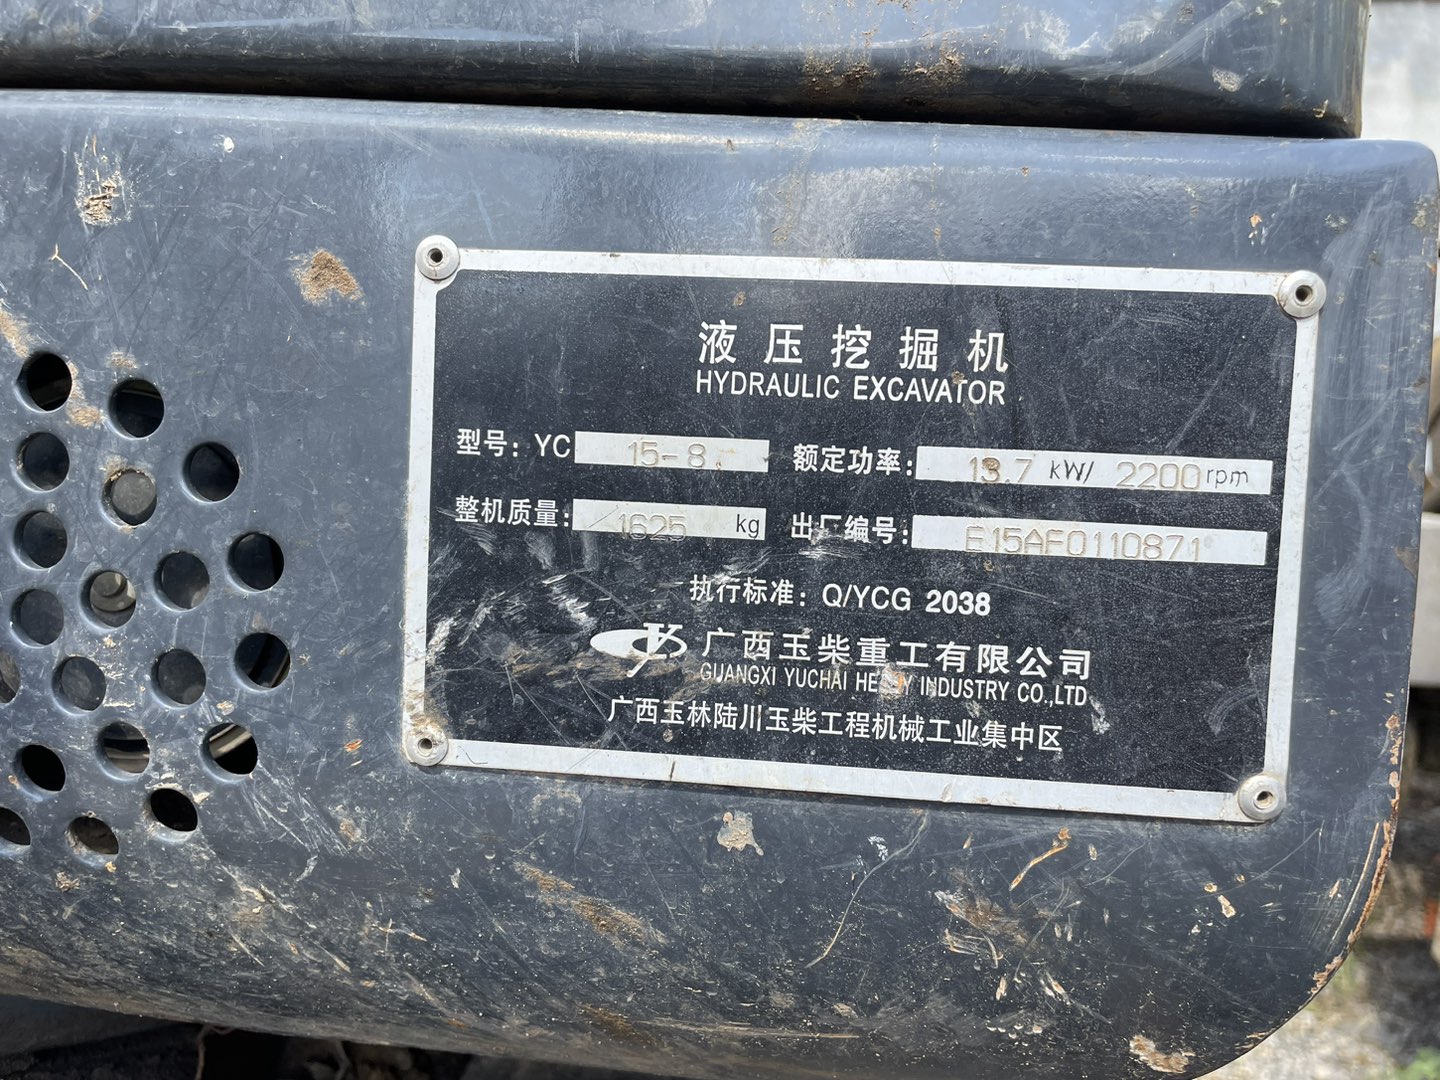 液压挖掘机
HYDRAULIC EXCAVATOR
型号：YC 15-8 额定功率：13.7 kW/ 2200rpm
整机质量：1625 kg 出厂编号：E15AF0110871
执行标准：Q/YCG 2038
广西玉柴重工有限公司
GUANGXI YUCHAI HEAVY INDUSTRY CO.,LTD
广西玉林陆川玉柴工程机械工业集中区